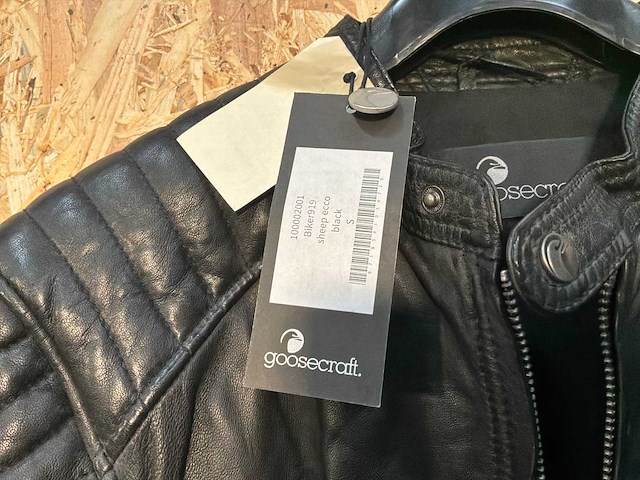 100002001
Biker919
sheep ecco
black
S
goosecraft.
goosecraft